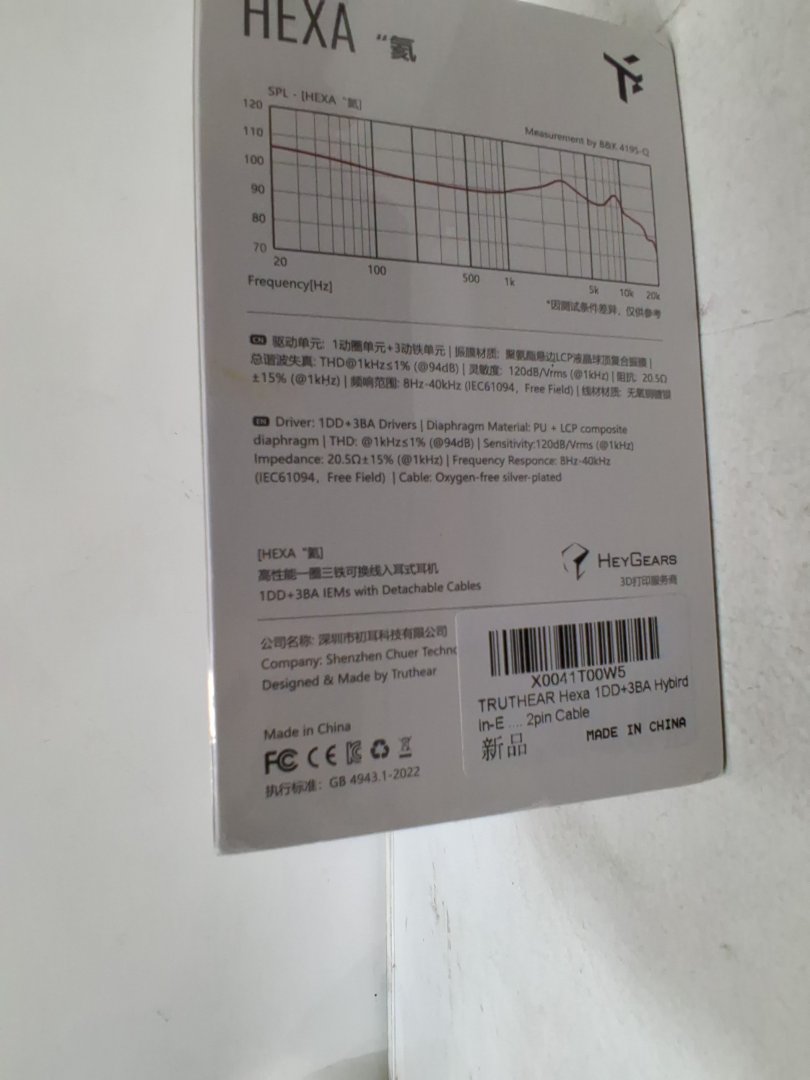 HEXA "氦
SPL - [HEXA "氦]
Measurement by B&K 4195-Q
120
110
100
90
80
70
20
100
500
1k
5k
10k
20k
Frequency[Hz]
*因测试条件差异，仅供参考
EN 驱动单元: 1动圈单元+3动铁单元 | 振膜材质: 聚氨酯悬边LCP液晶球顶复合振膜 |
总谐波失真: THD@1kHz≤1% (@94dB) | 灵敏度: 120dB/Vrms (@1kHz) | 阻抗: 20.5Ω
±15% (@1kHz) | 频响范围: 8Hz-40kHz (IEC61094, Free Field) | 线材材质: 无氧铜镀银
EN Driver: 1DD+3BA Drivers | Diaphragm Material: PU + LCP composite
diaphragm | THD: @1kHz≤1% (@94dB) | Sensitivity:120dB/Vrms (@1kHz)
Impedance: 20.5Ω±15% (@1kHz) | Frequency Responce: 8Hz-40kHz
(IEC61094, Free Field) | Cable: Oxygen-free silver-plated
[HEXA "氦]
高性能一圈三铁可换线入耳式耳机
1DD+3BA IEMs with Detachable Cables
HEYGEARS
3D打印服务商
公司名称: 深圳市初耳科技有限公司
Company: Shenzhen Chuer Techno
Designed & Made by Truthear
Made in China
FC CE
执行标准: GB 4943.1-2022
X0041T00W5
TRUTHEAR Hexa 1DD+3BA Hybird
In-E .... 2pin Cable
新品
MADE IN CHINA